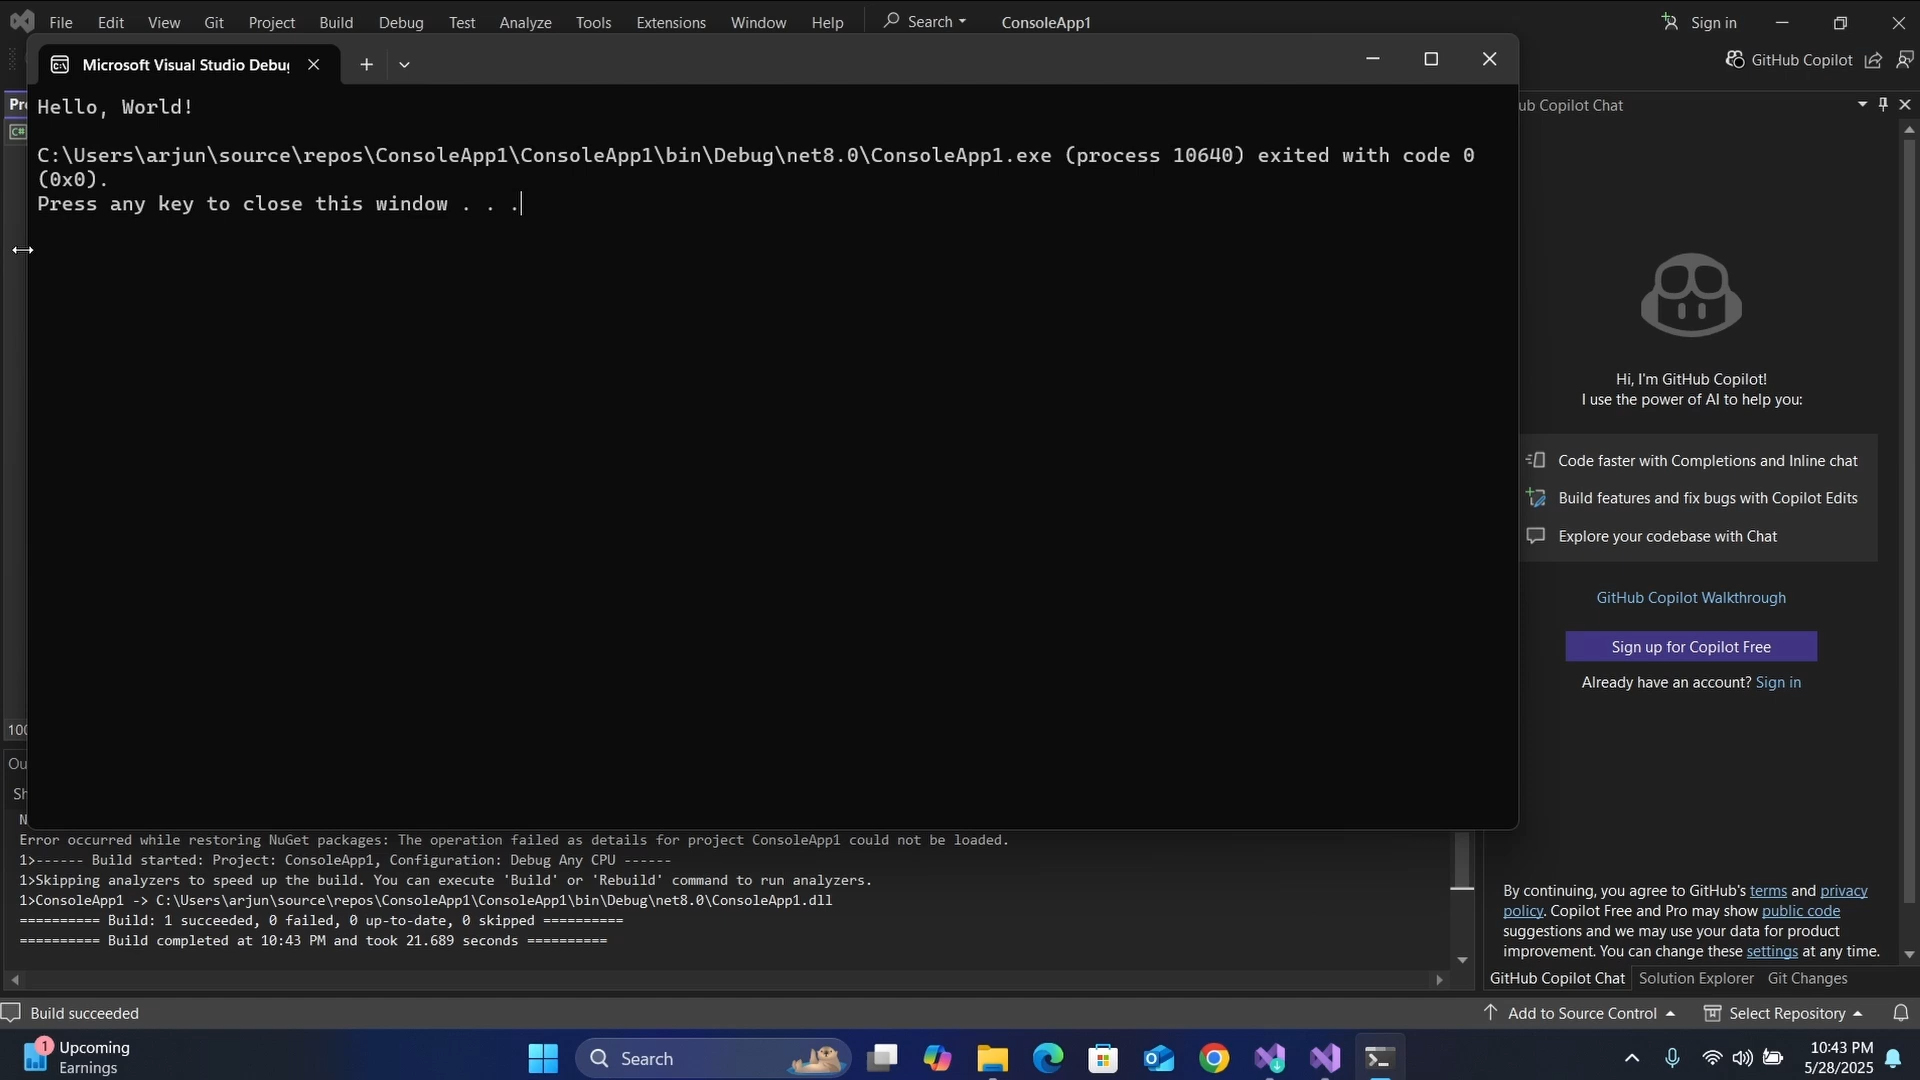 File Edit View Git Project Build Debug Test Analyze Tools Extensions Window Help Search ConsoleApp1 Sign in
GitHub Copilot
Microsoft Visual Studio Debu
Hello, World!
C:\Users\arjun\source\repos\ConsoleApp1\ConsoleApp1\bin\Debug\net8.0\ConsoleApp1.exe (process 10640) exited with code 0
(0x0).
Press any key to close this window . . .
ub Copilot Chat
Hi, I'm GitHub Copilot!
I use the power of AI to help you:
Code faster with Completions and Inline chat
Build features and fix bugs with Copilot Edits
Explore your codebase with Chat
GitHub Copilot Walkthrough
Sign up for Copilot Free
Already have an account? Sign in
By continuing, you agree to GitHub's terms and privacy
policy. Copilot Free and Pro may show public code
suggestions and we may use your data for product
improvement. You can change these settings at any time.
GitHub Copilot Chat Solution Explorer Git Changes
Pr
C#
100
Ou
Sh
N
Error occurred while restoring NuGet packages: The operation failed as details for project ConsoleApp1 could not be loaded.
1>------ Build started: Project: ConsoleApp1, Configuration: Debug Any CPU ------
1>Skipping analyzers to speed up the build. You can execute 'Build' or 'Rebuild' command to run analyzers.
1>ConsoleApp1 -> C:\Users\arjun\source\repos\ConsoleApp1\ConsoleApp1\bin\Debug\net8.0\ConsoleApp1.dll
========== Build: 1 succeeded, 0 failed, 0 up-to-date, 0 skipped ==========
========== Build completed at 10:43 PM and took 21.689 seconds ==========
Build succeeded
Add to Source Control Select Repository
1
Upcoming
Earnings
Search
10:43 PM
5/28/2025